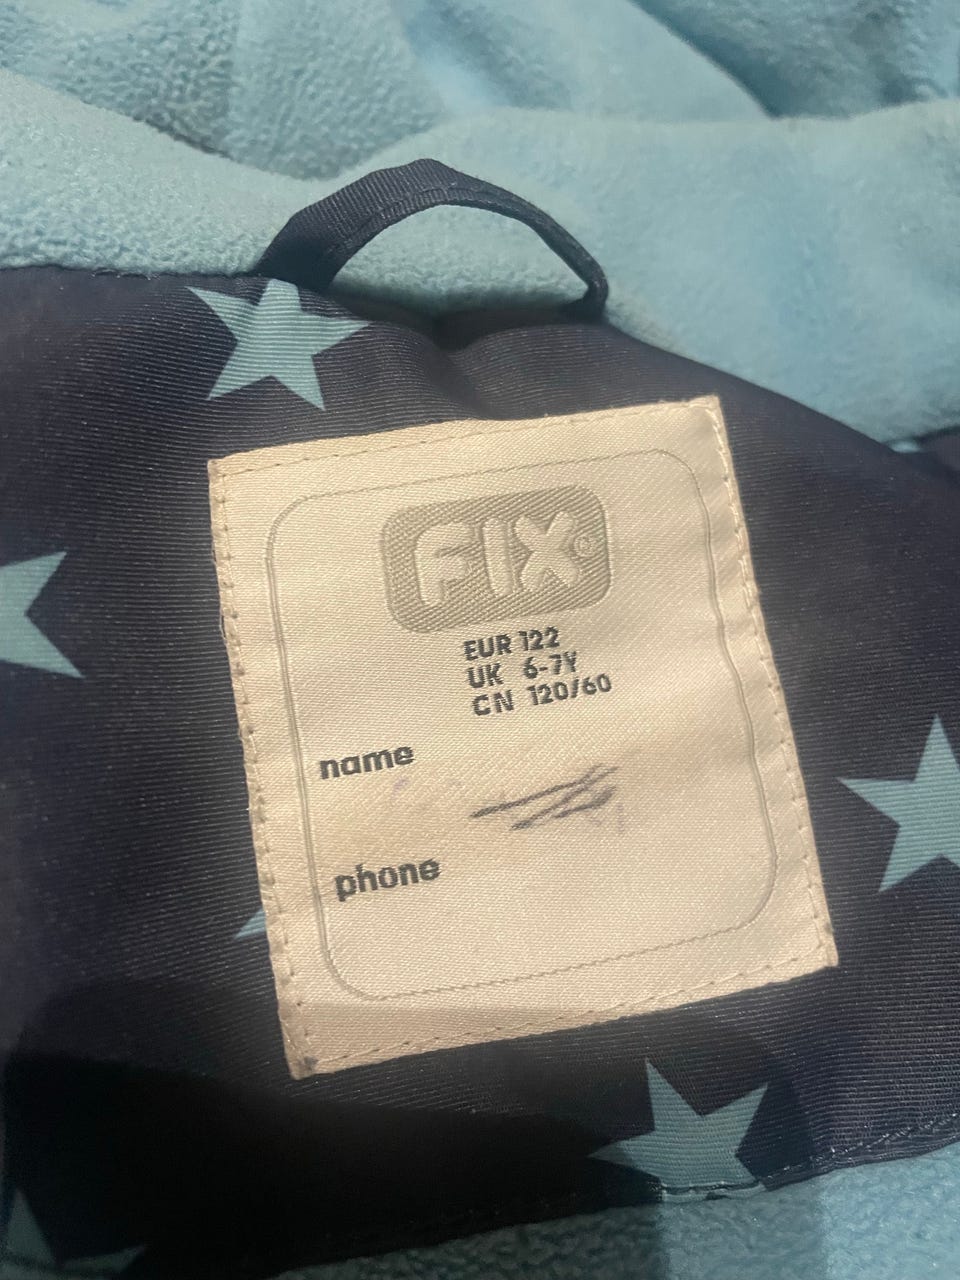 FIX©
EUR 122
UK 6-7Y
CN 120/60
name
phone